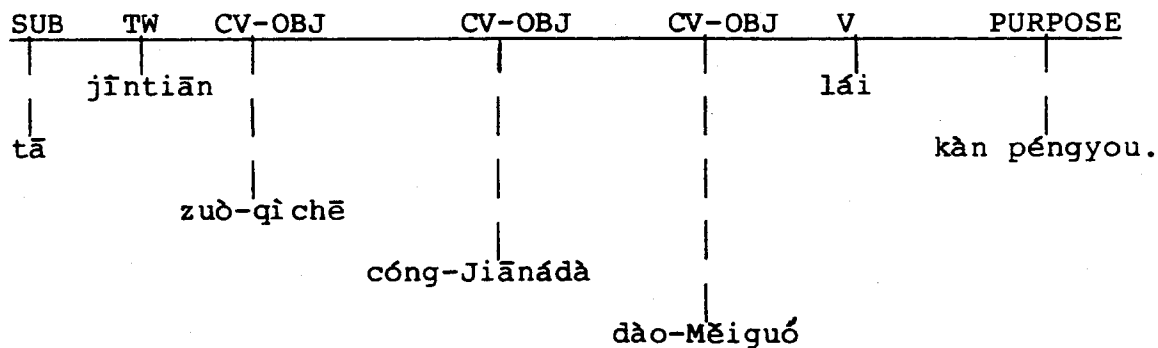 SUB TW CV-OBJ CV-OBJ CV-OBJ V PURPOSE
jīntiān lái
tā kàn péngyou.
zuò-qìchē
cóng-Jiānádà
dào-Měiguó